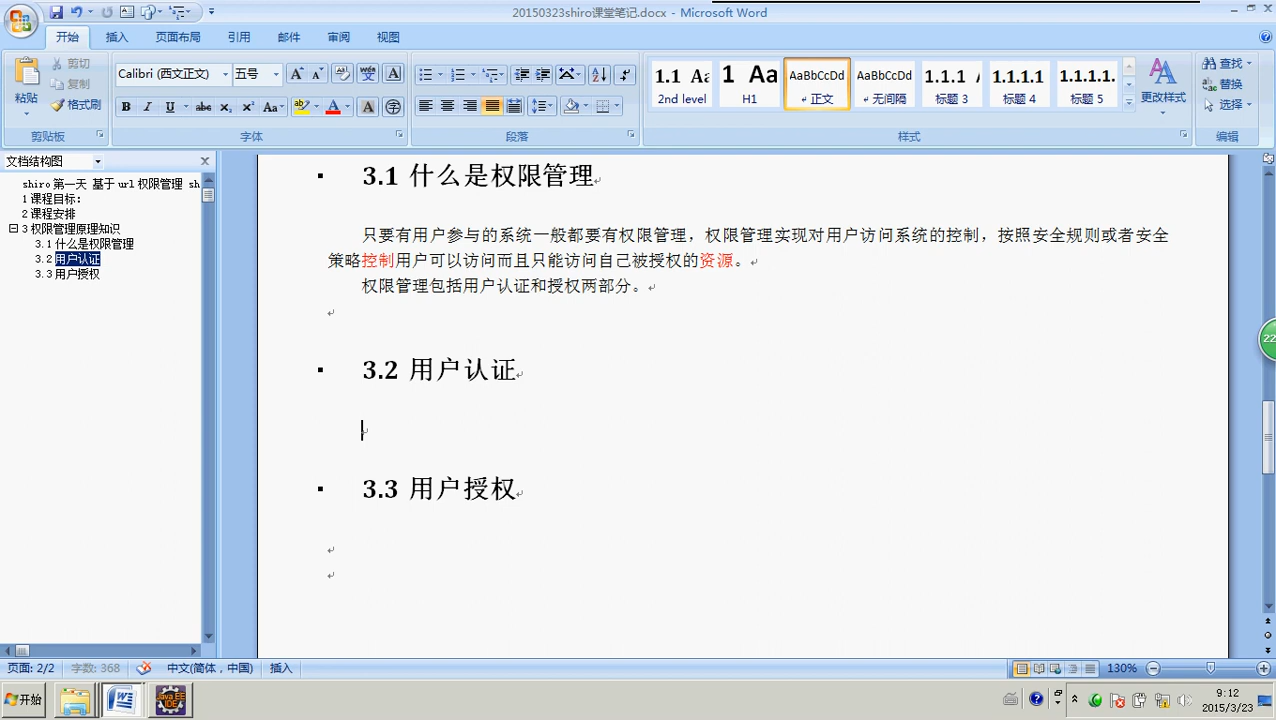 20150323shiro课堂笔记.docx - Microsoft Word
开始 插入 页面布局 引用 邮件 审阅 视图
粘贴 剪切 复制 格式刷
剪贴板
Calibri (西文正文) 五号
B I U abc X₂ X² Aa
字体
段落
1.1 Aa 2nd level
1 Aa H1
AaBbCcDd 正文
AaBbCcDd 无间隔
1.1.1 标题 3
1.1.1.1 标题 4
1.1.1.1. 标题 5
更改样式
样式
查找 替换 选择
编辑
文档结构图
shiro 第一天 基于 url 权限管理 sh
1 课程目标:
2 课程安排
3 权限管理原理知识
3.1 什么是权限管理
3.2 用户认证
3.3 用户授权
3.1 什么是权限管理
只要有用户参与的系统一般都要有权限管理，权限管理实现对用户访问系统的控制，按照安全规则或者安全
策略控制用户可以访问而且只能访问自己被授权的资源。
权限管理包括用户认证和授权两部分。
3.2 用户认证
3.3 用户授权
22
页面: 2/2 字数: 368 中文(简体，中国) 插入 130%
开始 Java EE IDE
9:12
2015/3/23